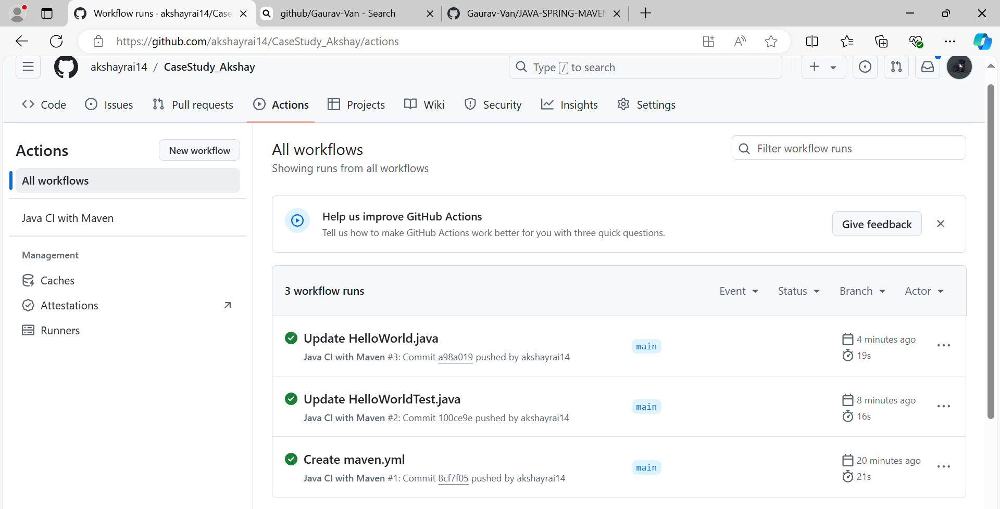 Workflow runs · akshayrai14/Case
github/Gaurav-Van - Search
Gaurav-Van/JAVA-SPRING-MAVEN
https://github.com/akshayrai14/CaseStudy_Akshay/actions
akshayrai14 / CaseStudy_Akshay
Type / to search
Code
Issues
Pull requests
Actions
Projects
Wiki
Security
Insights
Settings
Actions
New workflow
All workflows
Java CI with Maven
Management
Caches
Attestations
Runners
All workflows
Showing runs from all workflows
Filter workflow runs
Help us improve GitHub Actions
Tell us how to make GitHub Actions work better for you with three quick questions.
Give feedback
3 workflow runs
Event
Status
Branch
Actor
Update HelloWorld.java
Java CI with Maven #3: Commit a98a019 pushed by akshayrai14
main
4 minutes ago
19s
Update HelloWorldTest.java
Java CI with Maven #2: Commit 100ce9e pushed by akshayrai14
main
8 minutes ago
16s
Create maven.yml
Java CI with Maven #1: Commit 8cf7f05 pushed by akshayrai14
main
20 minutes ago
21s